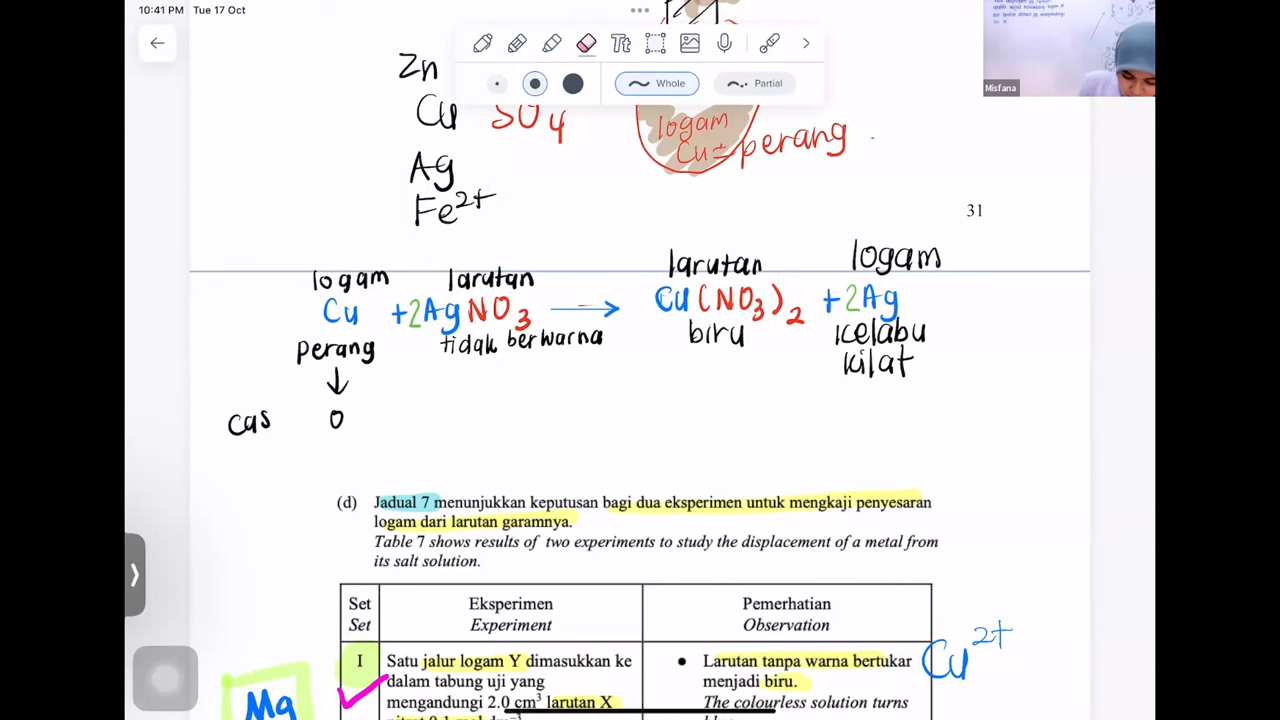 10:41 PM Tue 17 Oct
Tt
Whole
Partial
Misfana
Zn
Cu SO4
logam
Cu = perang
Ag
Fe2+
31
logam larutan larutan logam
Cu + 2AgNO3 → Cu(NO3)2 + 2Ag
perang tidak berwarna biru kelabu
kilat
↓
cas 0
(d) Jadual 7 menunjukkan keputusan bagi dua eksperimen untuk mengkaji penyesaran
logam dari larutan garamnya.
Table 7 shows results of two experiments to study the displacement of a metal from
its salt solution.
Set Eksperimen Pemerhatian
Set Experiment Observation
I Satu jalur logam Y dimasukkan ke
dalam tabung uji yang
mengandungi 2.0 cm³ larutan X
• Larutan tanpa warna bertukar
menjadi biru.
The colourless solution turns
Cu2+
Mg